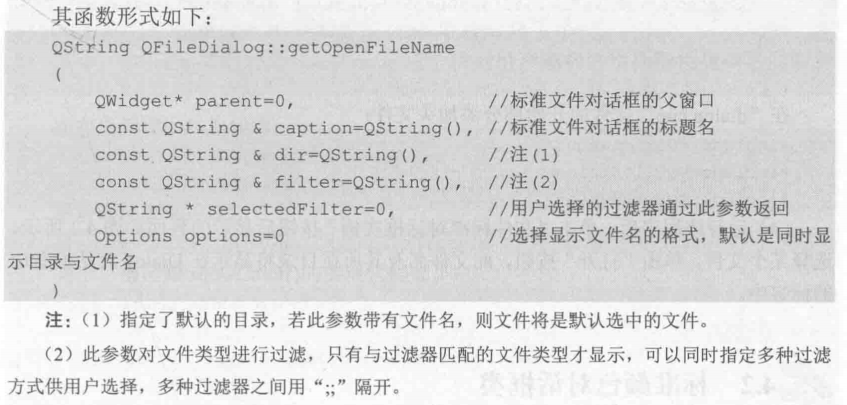 其函数形式如下：
QString QFileDialog::getOpenFileName
(
QWidget* parent=0, //标准文件对话框的父窗口
const QString & caption=QString(), //标准文件对话框的标题名
const QString & dir=QString(), //注(1)
const QString & filter=QString(), //注(2)
QString * selectedFilter=0, //用户选择的过滤器通过此参数返回
Options options=0 //选择显示文件名的格式，默认是同时显
示目录与文件名
)
注：（1）指定了默认的目录，若此参数带有文件名，则文件将是默认选中的文件。
（2）此参数对文件类型进行过滤，只有与过滤器匹配的文件类型才显示，可以同时指定多种过滤
方式供用户选择，多种过滤器之间用“;;”隔开。